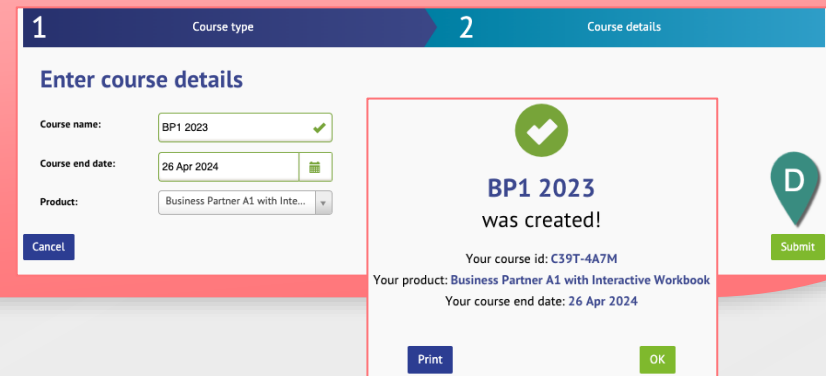 1 Course type 2 Course details
Enter course details
Course name: BP1 2023
Course end date: 26 Apr 2024
Product: Business Partner A1 with Inte...
Cancel
BP1 2023
was created!
Your course id: C39T-4A7M
Your product: Business Partner A1 with Interactive Workbook
Your course end date: 26 Apr 2024
Print OK
D
Submit